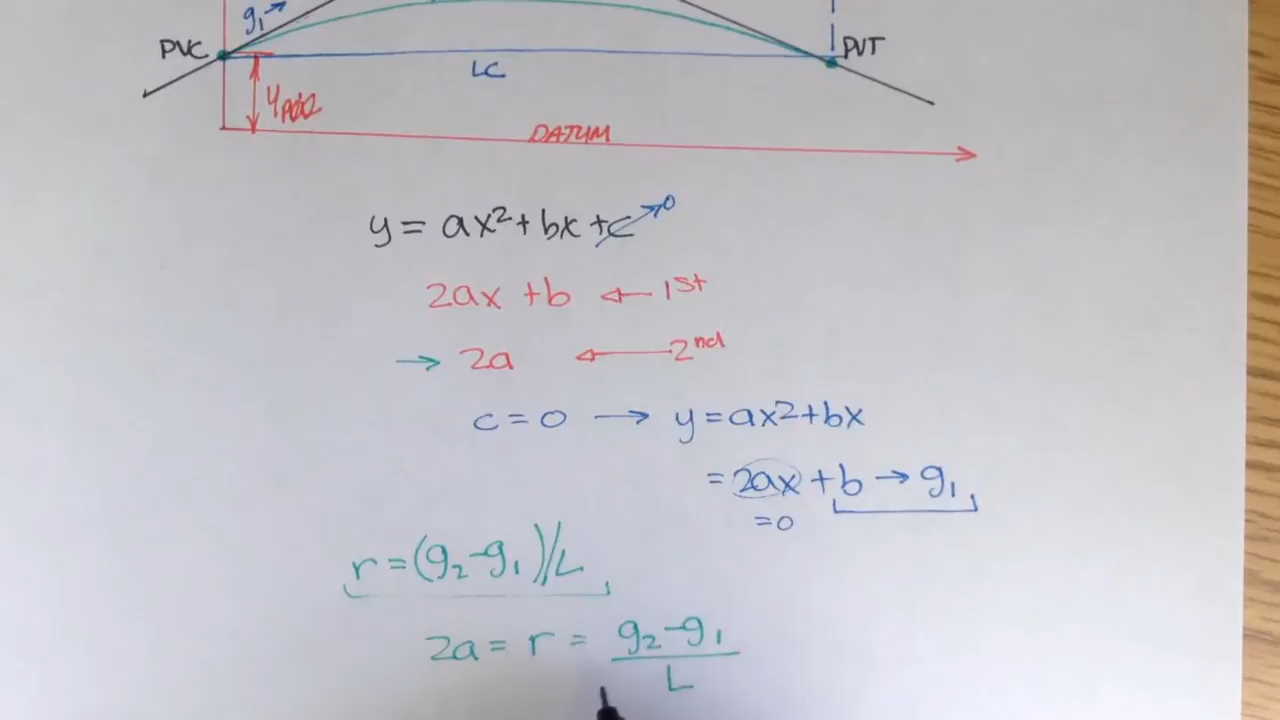 g₁ →
PVC
PVT
LC
DATUM
y = ax² + bx + c → 0
2ax + b ← 1st
→ 2a ← 2nd
c = 0 → y = ax² + bx
= 2ax + b → g₁
= 0
r = (g₂ - g₁)/L
2a = r = g₂ - g₁
L